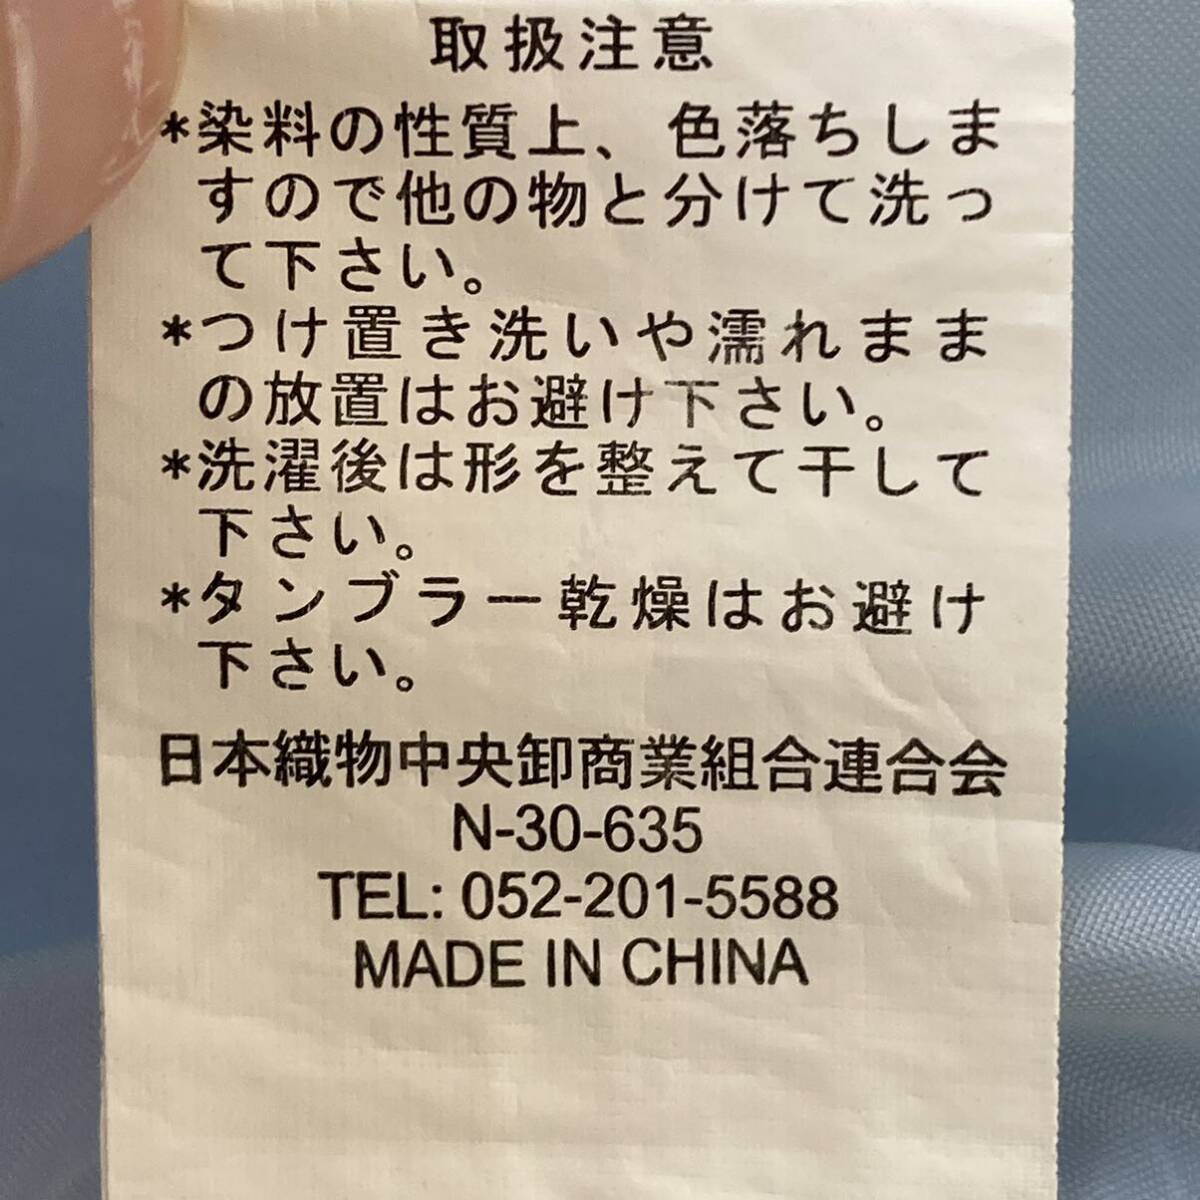 取扱注意
*染料の性質上、色落ちしま
すので他の物と分けて洗っ
て下さい。
*つけ置き洗いや濡れまま
の放置はお避け下さい。
*洗濯後は形を整えて干して
下さい。
*タンブラー乾燥はお避け
下さい。
日本織物中央卸商業組合連合会
N-30-635
TEL: 052-201-5588
MADE IN CHINA